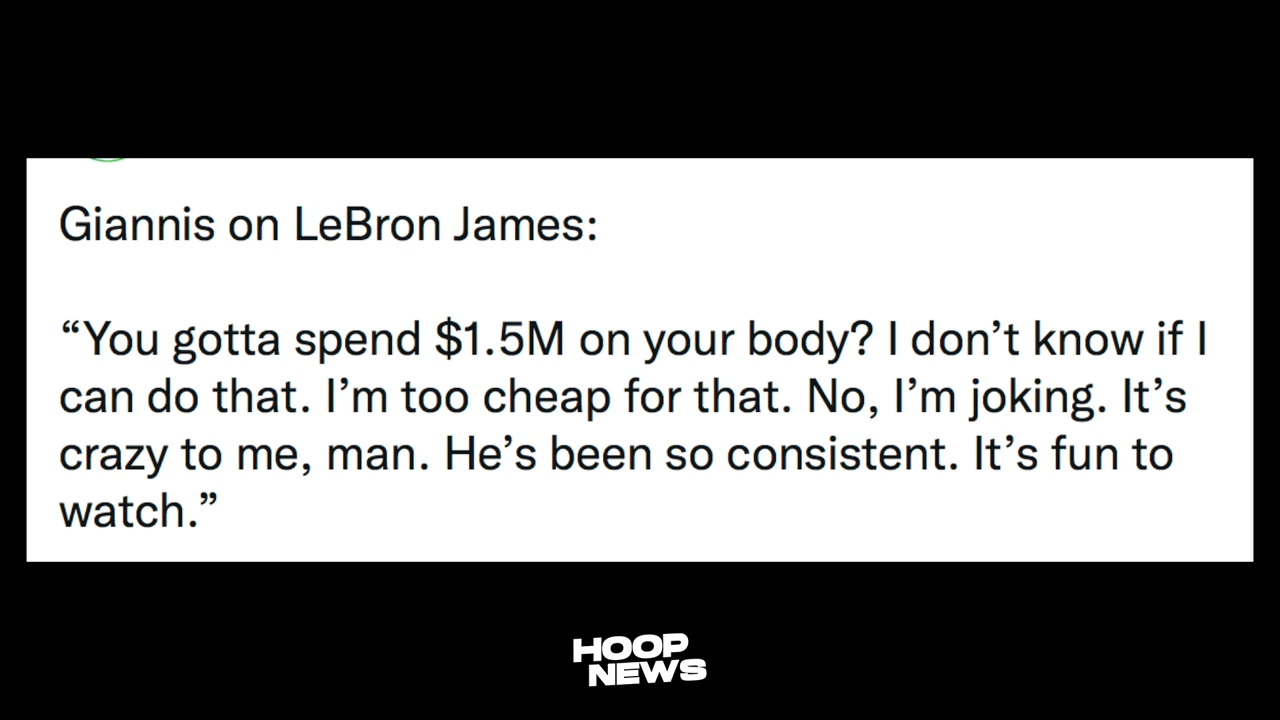 Giannis on LeBron James:
“You gotta spend $1.5M on your body? I don’t know if I
can do that. I’m too cheap for that. No, I’m joking. It’s
crazy to me, man. He’s been so consistent. It’s fun to
watch.”
HOOP
NEWS